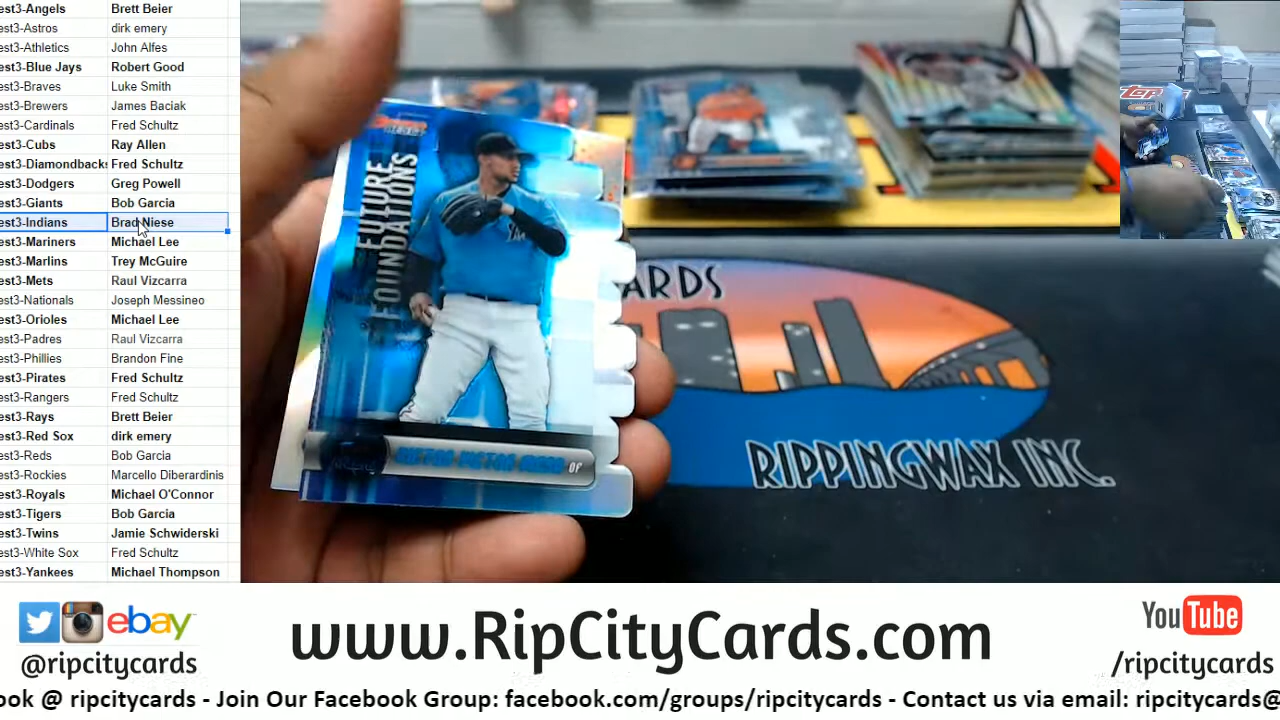 est3-Angels Brett Beier
est3-Astros dirk emery
est3-Athletics John Alfes
est3-Blue Jays Robert Good
est3-Braves Luke Smith
est3-Brewers James Baciak
est3-Cardinals Fred Schultz
est3-Cubs Ray Allen
est3-Diamondbacks Fred Schultz
est3-Dodgers Greg Powell
est3-Giants Bob Garcia
est3-Indians Brad Niese
est3-Mariners Michael Lee
est3-Marlins Trey McGuire
est3-Mets Raul Vizcarra
est3-Nationals Joseph Messineo
est3-Orioles Michael Lee
est3-Padres Raul Vizcarra
est3-Phillies Brandon Fine
est3-Pirates Fred Schultz
est3-Rangers Fred Schultz
est3-Rays Brett Beier
est3-Red Sox dirk emery
est3-Reds Bob Garcia
est3-Rockies Marcello Diberardinis
est3-Royals Michael O'Connor
est3-Tigers Bob Garcia
est3-Twins Jamie Schwiderski
est3-White Sox Fred Schultz
est3-Yankees Michael Thompson
FUTURE
FOUNDATIONS
OF
ARDS
RIPPINGWAX INC.
ebay
@ripcitycards
www.RipCityCards.com
YouTube
/ripcitycards
ook @ ripcitycards - Join Our Facebook Group: facebook.com/groups/ripcitycards - Contact us via email: ripcitycards@